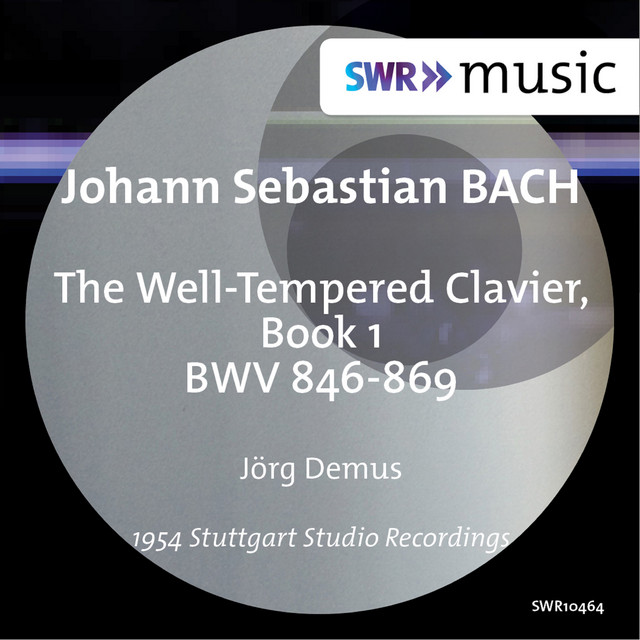 SWR» music
Johann Sebastian BACH
The Well-Tempered Clavier,
Book 1
BWV 846-869
Jörg Demus
1954 Stuttgart Studio Recordings
SWR10464